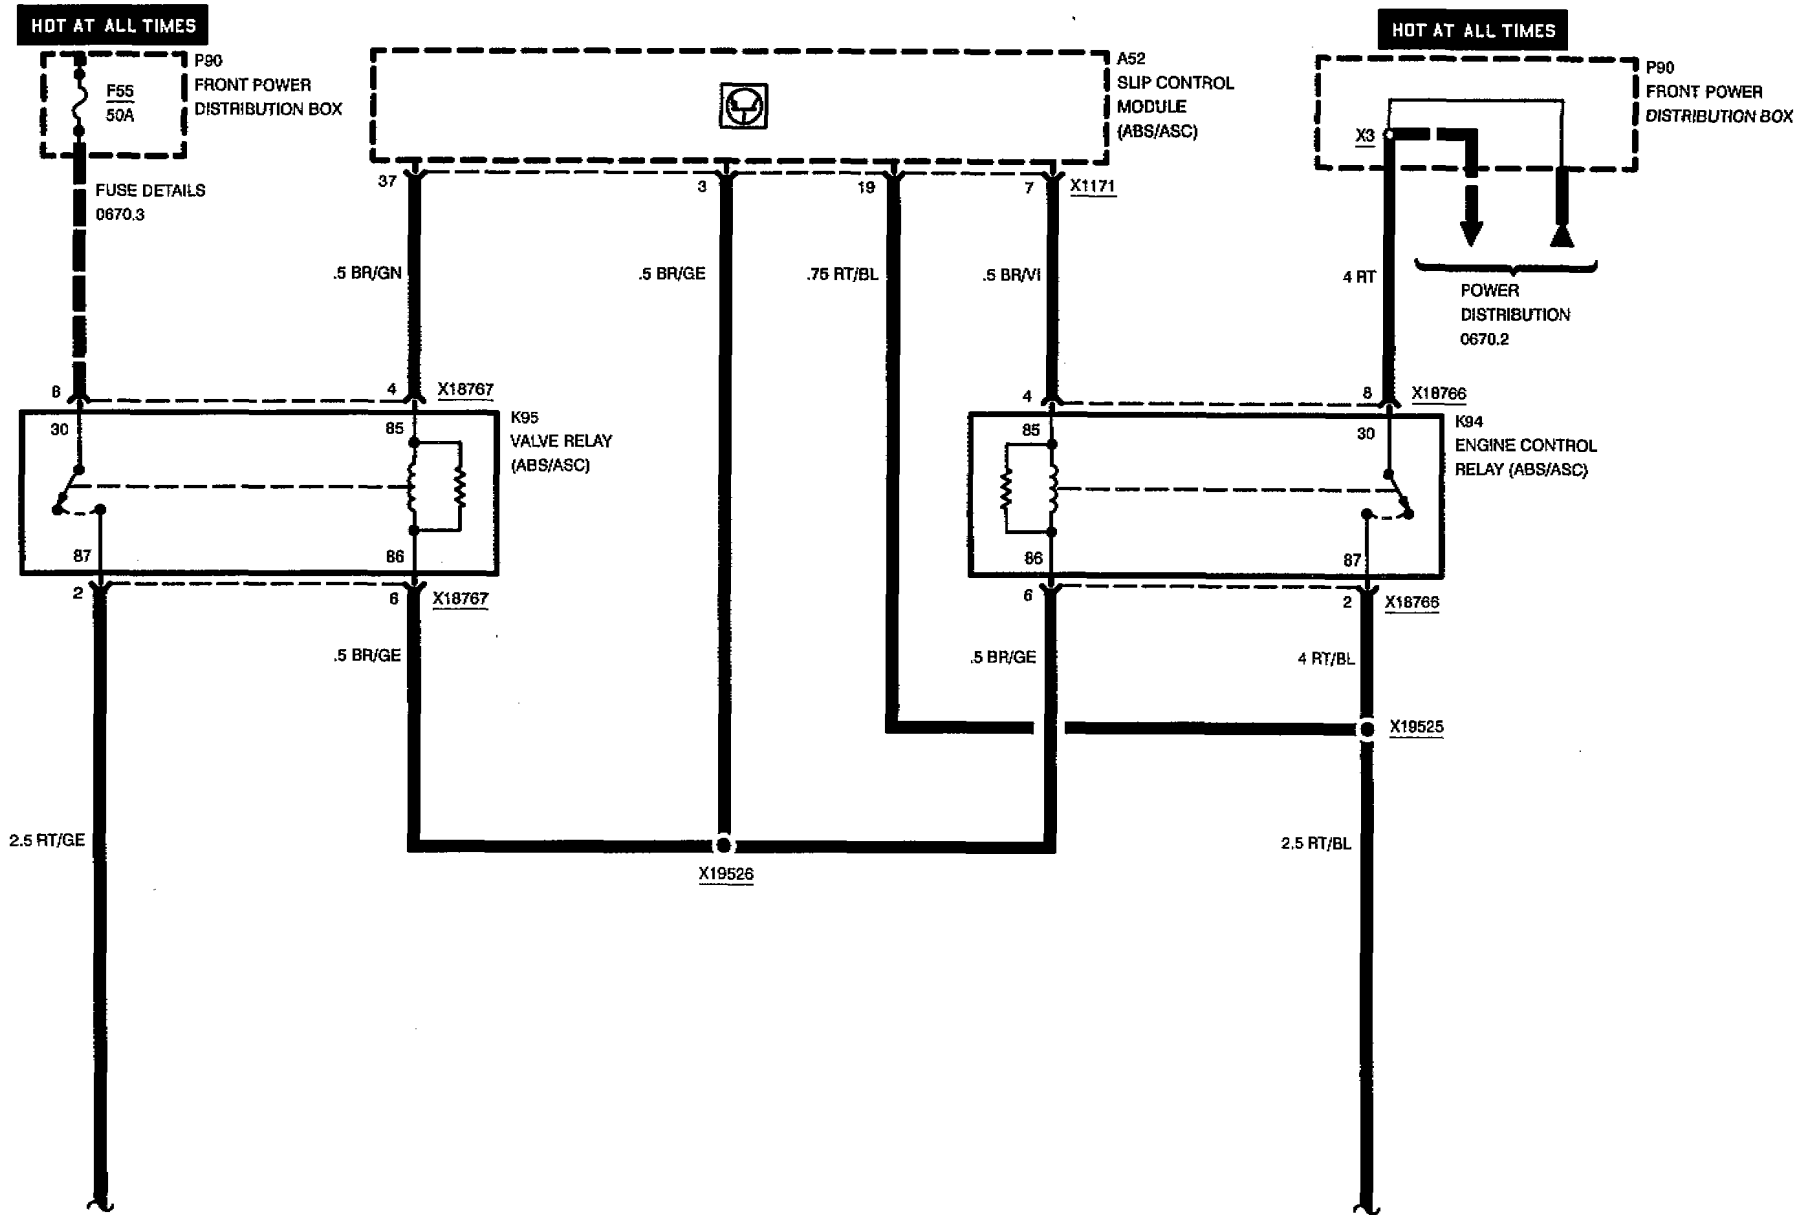 HOT AT ALL TIMES
HOT AT ALL TIMES
P90
FRONT POWER
DISTRIBUTION BOX
F55
50A
FUSE DETAILS
0670.3
A52
SLIP CONTROL
MODULE
(ABS/ASC)
P90
FRONT POWER
DISTRIBUTION BOX
X3
37
3
19
7
X1171
.5 BR/GN
.5 BR/GE
.75 RT/BL
.5 BR/VI
4 RT
POWER
DISTRIBUTION
0670.2
8
4
X18767
4
8
X18766
30
85
K95
VALVE RELAY
(ABS/ASC)
85
30
K94
ENGINE CONTROL
RELAY (ABS/ASC)
87
86
86
87
2
6
X18767
6
2
X18766
.5 BR/GE
.5 BR/GE
4 RT/BL
X19525
2.5 RT/GE
2.5 RT/BL
X19526